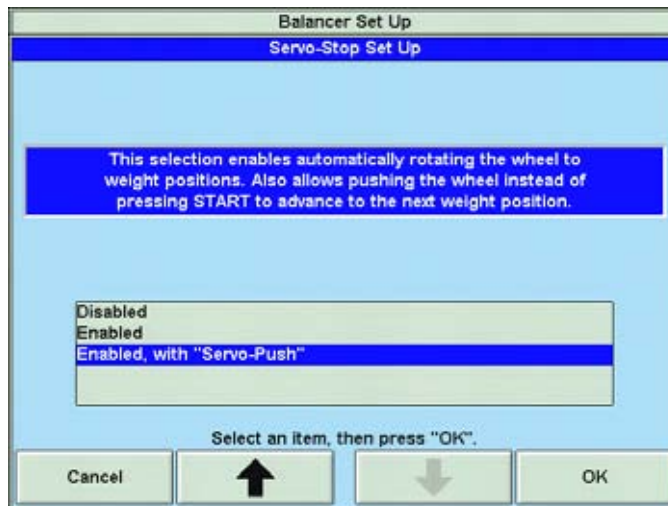 Balancer Set Up
Servo-Stop Set Up
This selection enables automatically rotating the wheel to
weight positions. Also allows pushing the wheel instead of
pressing START to advance to the next weight position.
Disabled
Enabled
Enabled, with "Servo-Push"
Select an item, then press "OK".
Cancel
OK